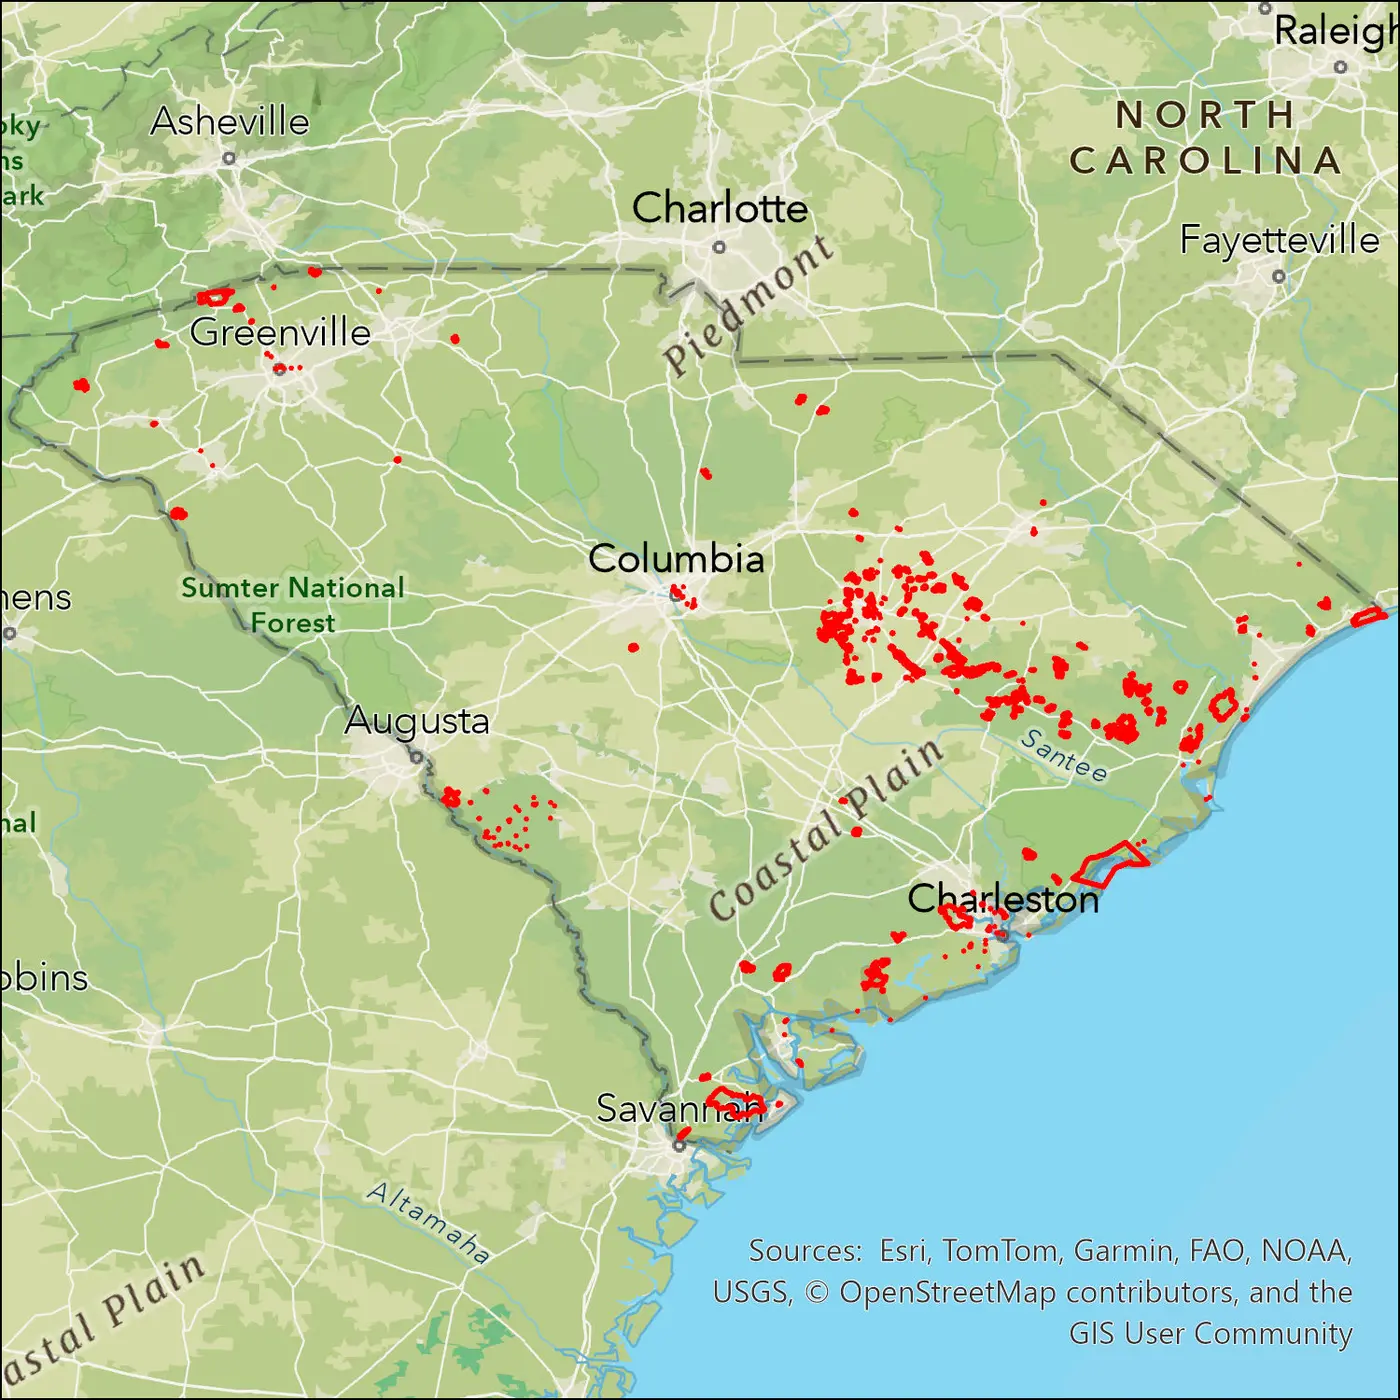 Raleigh
NORTH
CAROLINA
Asheville
oky
ns
ark
Charlotte
Fayetteville
Piedmont
Greenville
Columbia
Sumter National
Forest
hens
Augusta
Santee
Coastal Plain
nal
Charleston
obins
Savannah
Altamaha
astal Plain
Sources: Esri, TomTom, Garmin, FAO, NOAA,
USGS, © OpenStreetMap contributors, and the
GIS User Community